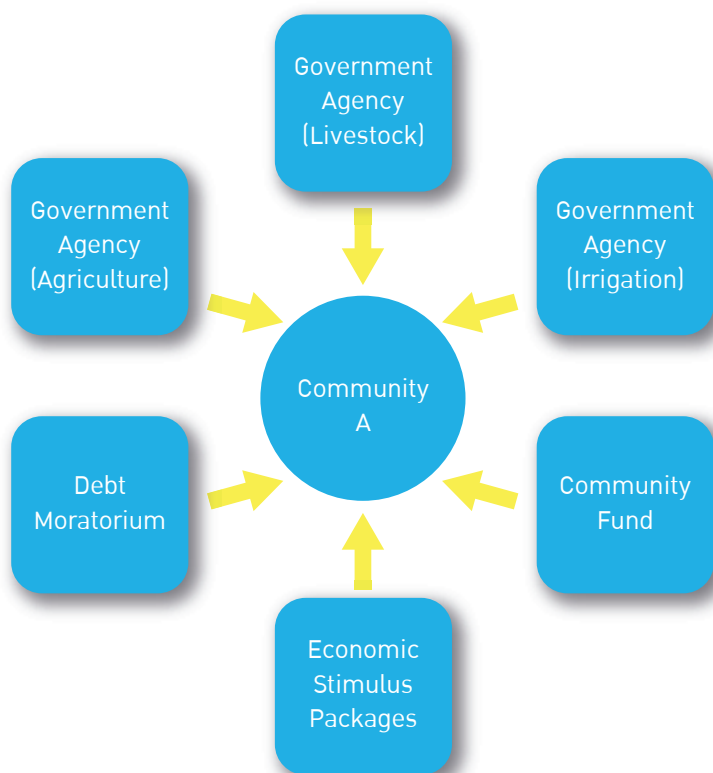 Government
Agency
(Livestock)
Government
Agency
(Agriculture)
Government
Agency
(Irrigation)
Community
A
Debt
Moratorium
Community
Fund
Economic
Stimulus
Packages